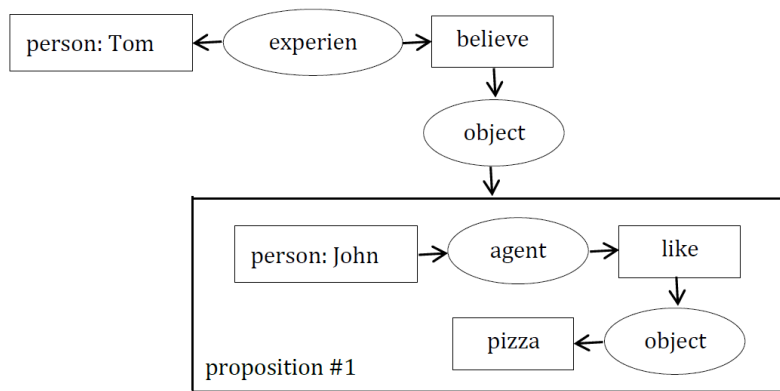 person: Tom
experien
believe
object
person: John
agent
like
pizza
object
proposition #1